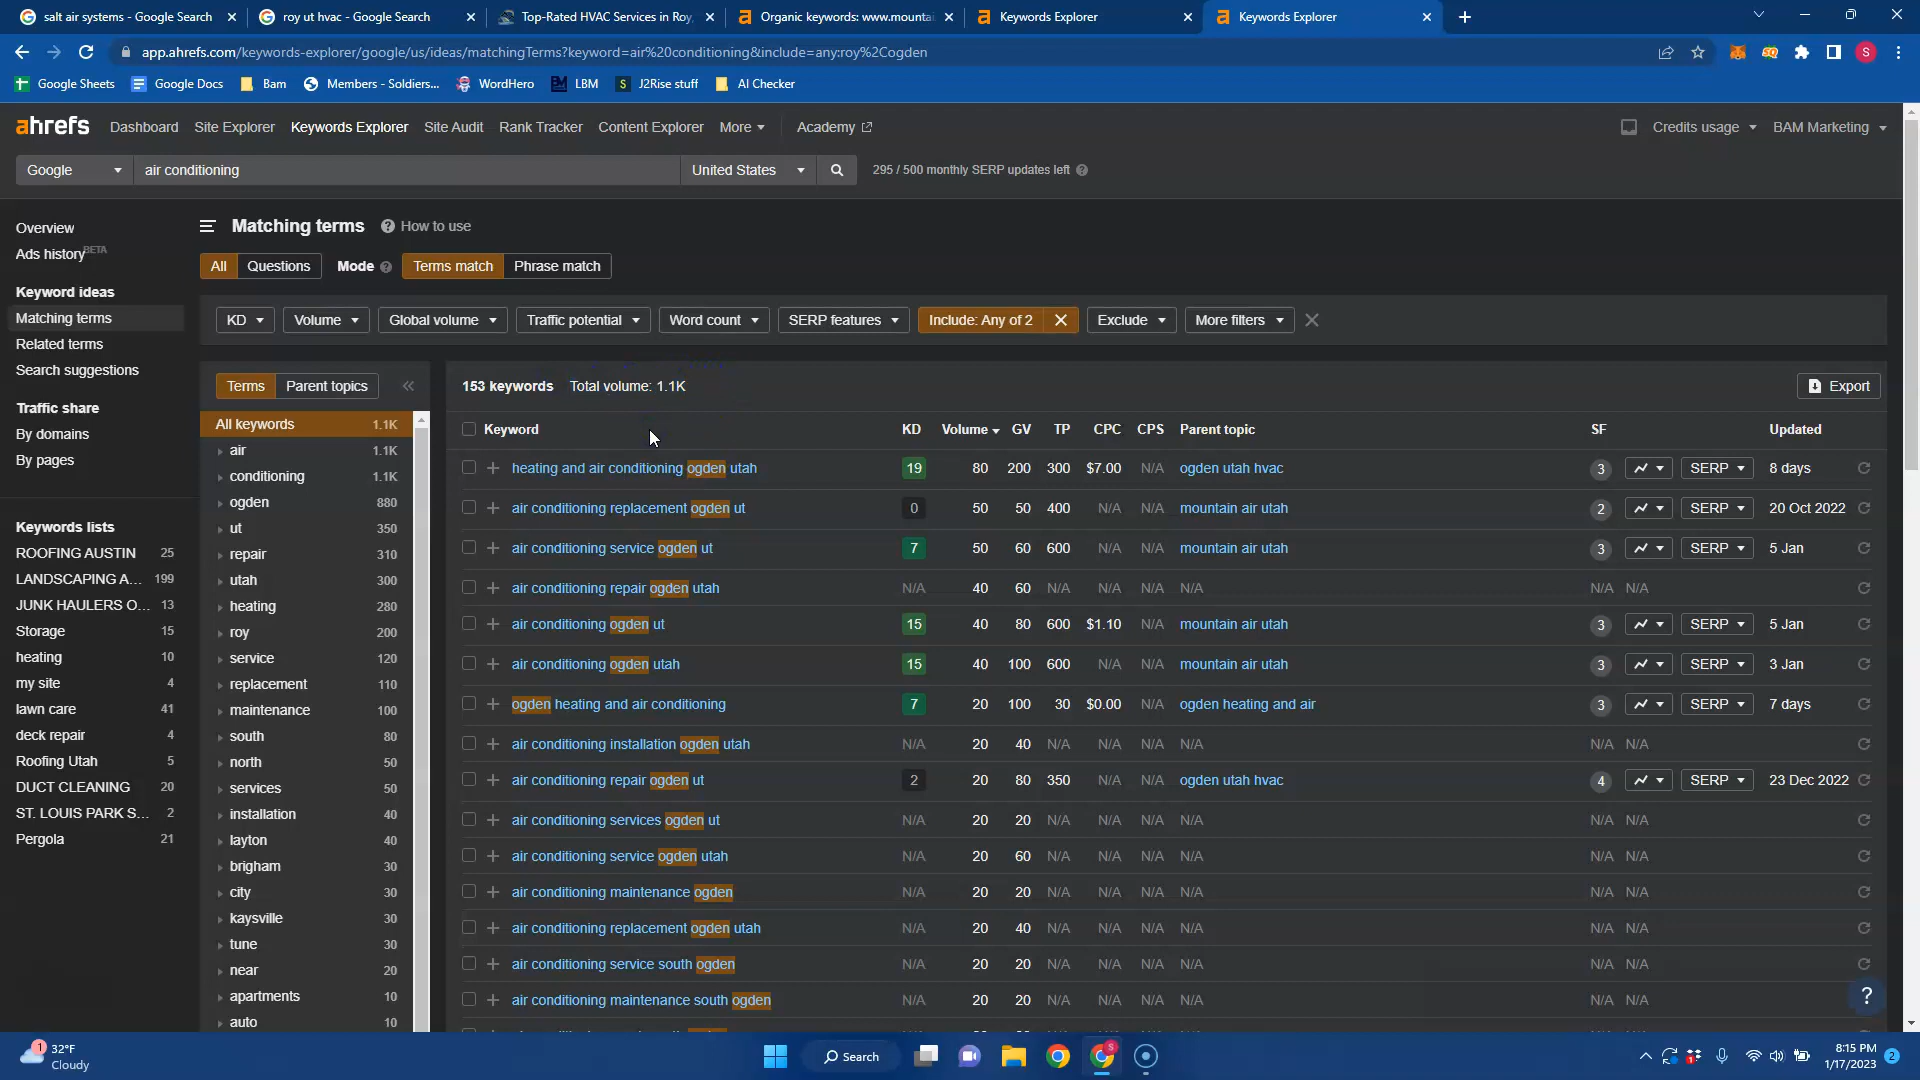 salt air systems - Google Search
roy ut hvac - Google Search
Top-Rated HVAC Services in Roy,
Organic keywords: www.mountai
Keywords Explorer
Keywords Explorer
app.ahrefs.com/keywords-explorer/google/us/ideas/matchingTerms?keyword=air%20conditioning&include=any:roy%2Cogden
S
Google Sheets
Google Docs
Bam
Members - Soldiers...
WordHero
LBM
J2Rise stuff
AI Checker
ahrefs Dashboard Site Explorer Keywords Explorer Site Audit Rank Tracker Content Explorer More Academy Credits usage BAM Marketing
Google air conditioning United States 295 / 500 monthly SERP updates left
Overview
Ads history BETA
Keyword ideas
Matching terms
Related terms
Search suggestions
Traffic share
By domains
By pages
Keywords lists
ROOFING AUSTIN 25
LANDSCAPING A... 199
JUNK HAULERS O... 13
Storage 15
heating 10
my site 4
lawn care 41
deck repair 4
Roofing Utah 5
DUCT CLEANING 20
ST. LOUIS PARK S... 2
Pergola 21
Matching terms How to use
All Questions Mode Terms match Phrase match
KD Volume Global volume Traffic potential Word count SERP features Include: Any of 2 Exclude More filters
Terms Parent topics
All keywords 1.1K
air 1.1K
conditioning 1.1K
ogden 880
ut 350
repair 310
utah 300
heating 280
roy 200
service 120
replacement 110
maintenance 100
south 80
north 50
services 50
installation 40
layton 40
brigham 30
city 30
kaysville 30
tune 30
near 20
apartments 10
auto 10
153 keywords Total volume: 1.1K Export
Keyword KD Volume GV TP CPC CPS Parent topic SF Updated
heating and air conditioning ogden utah 19 80 200 300 $7.00 N/A ogden utah hvac 3 SERP 8 days
air conditioning replacement ogden ut 0 50 50 400 N/A N/A mountain air utah 2 SERP 20 Oct 2022
air conditioning service ogden ut 7 50 60 600 N/A N/A mountain air utah 3 SERP 5 Jan
air conditioning repair ogden utah N/A 40 60 N/A N/A N/A N/A N/A N/A
air conditioning ogden ut 15 40 80 600 $1.10 N/A mountain air utah 3 SERP 5 Jan
air conditioning ogden utah 15 40 100 600 N/A N/A mountain air utah 3 SERP 3 Jan
ogden heating and air conditioning 7 20 100 30 $0.00 N/A ogden heating and air 3 SERP 7 days
air conditioning installation ogden utah N/A 20 40 N/A N/A N/A N/A N/A N/A
air conditioning repair ogden ut 2 20 80 350 N/A N/A ogden utah hvac 4 SERP 23 Dec 2022
air conditioning services ogden ut N/A 20 20 N/A N/A N/A N/A N/A N/A
air conditioning service ogden utah N/A 20 60 N/A N/A N/A N/A N/A N/A
air conditioning maintenance ogden N/A 20 20 N/A N/A N/A N/A N/A N/A
air conditioning replacement ogden utah N/A 20 40 N/A N/A N/A N/A N/A N/A
air conditioning service south ogden N/A 20 20 N/A N/A N/A N/A N/A N/A
air conditioning maintenance south ogden N/A 20 20 N/A N/A N/A N/A N/A N/A
32°F
Cloudy
Search
8:15 PM
1/17/2023
2